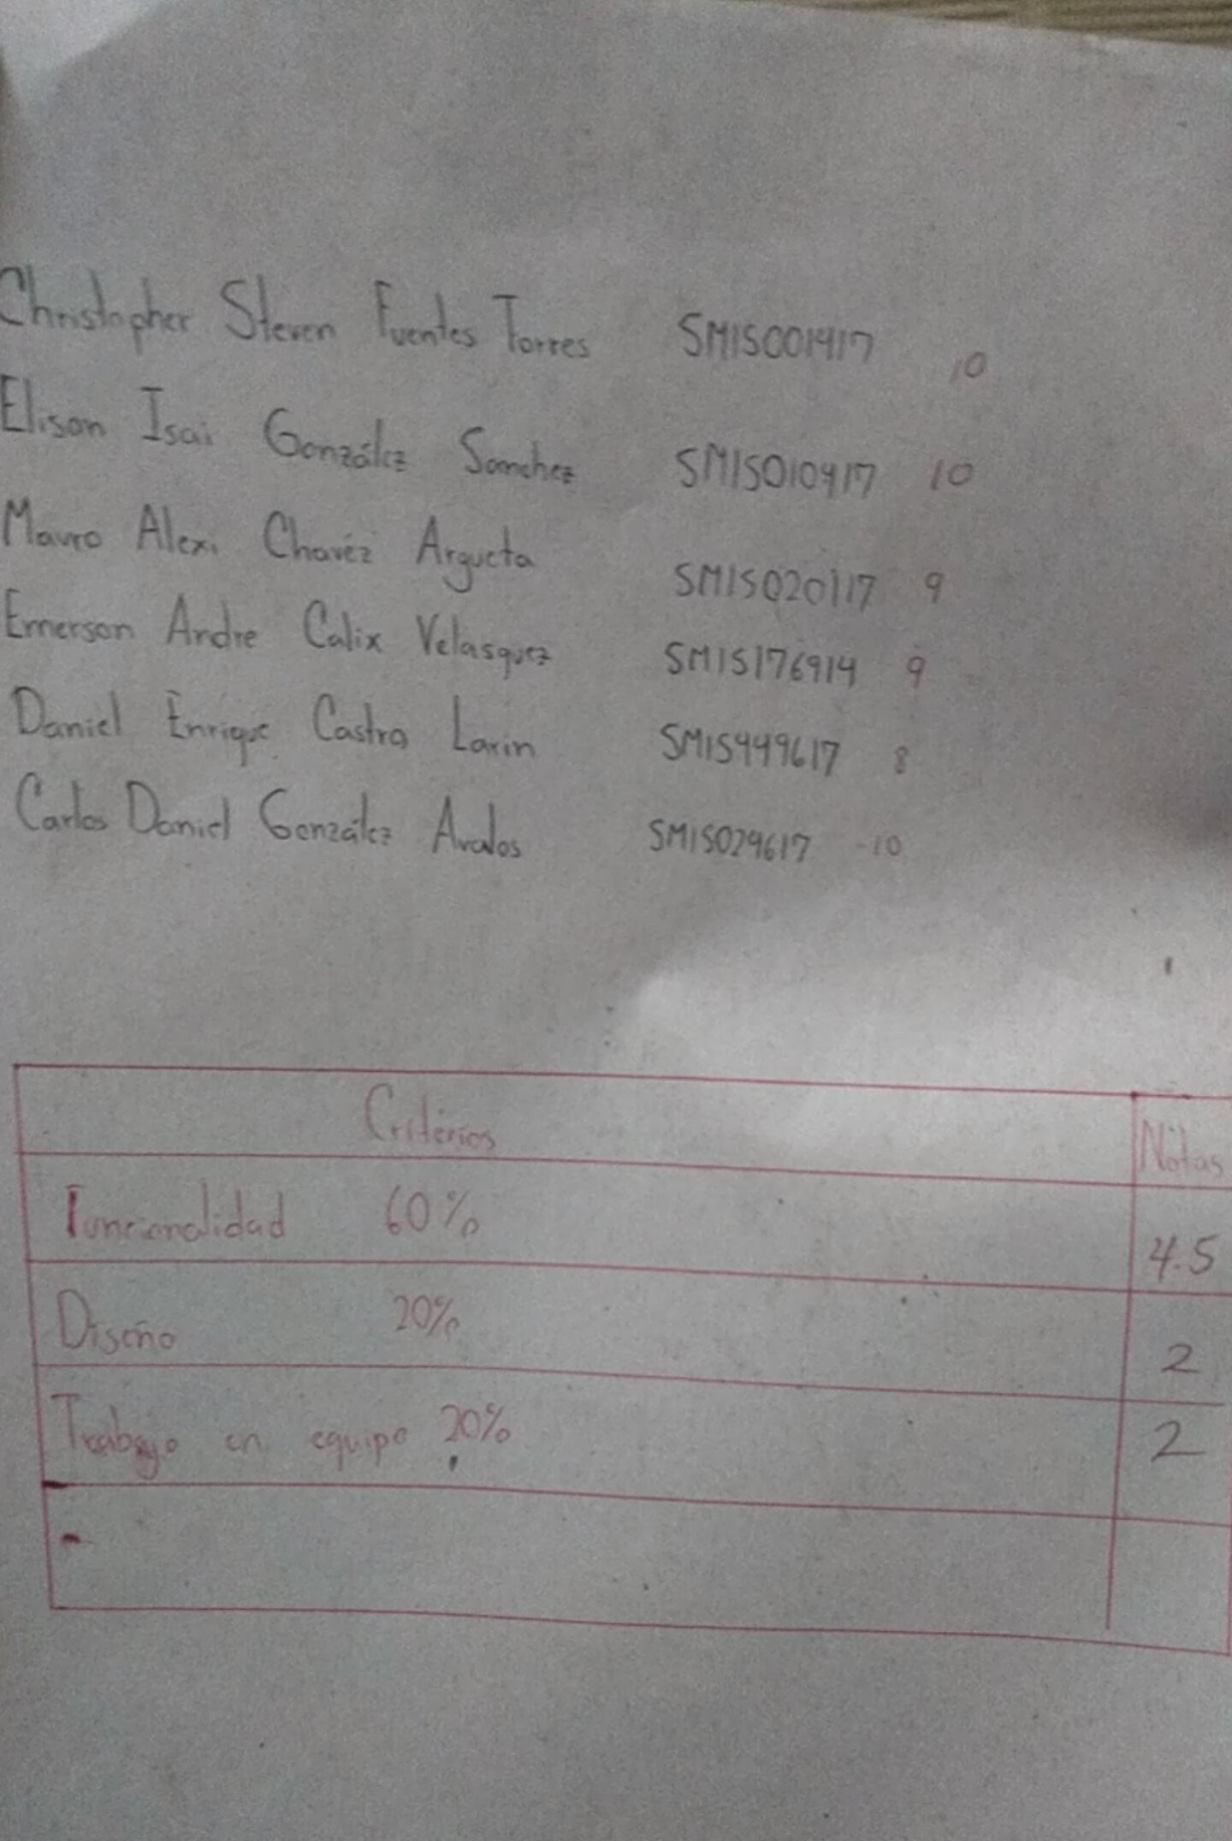 Christopher Steven Fuentes Torres SMIS001417 10
Elison Isai González Sanchez SMIS010417 10
Mauro Alexi Chavéz Argueta SMIS020117 9
Emerson Andre Calix Velasquez SMIS176914 9
Daniel Enrique Castro Larin SMIS449617 8
Carlos Daniel González Avalos SMIS029617 10
Criterios Notas
Funcionalidad 60% 4.5
Diseño 20% 2
Trabajo en equipo 20% 2